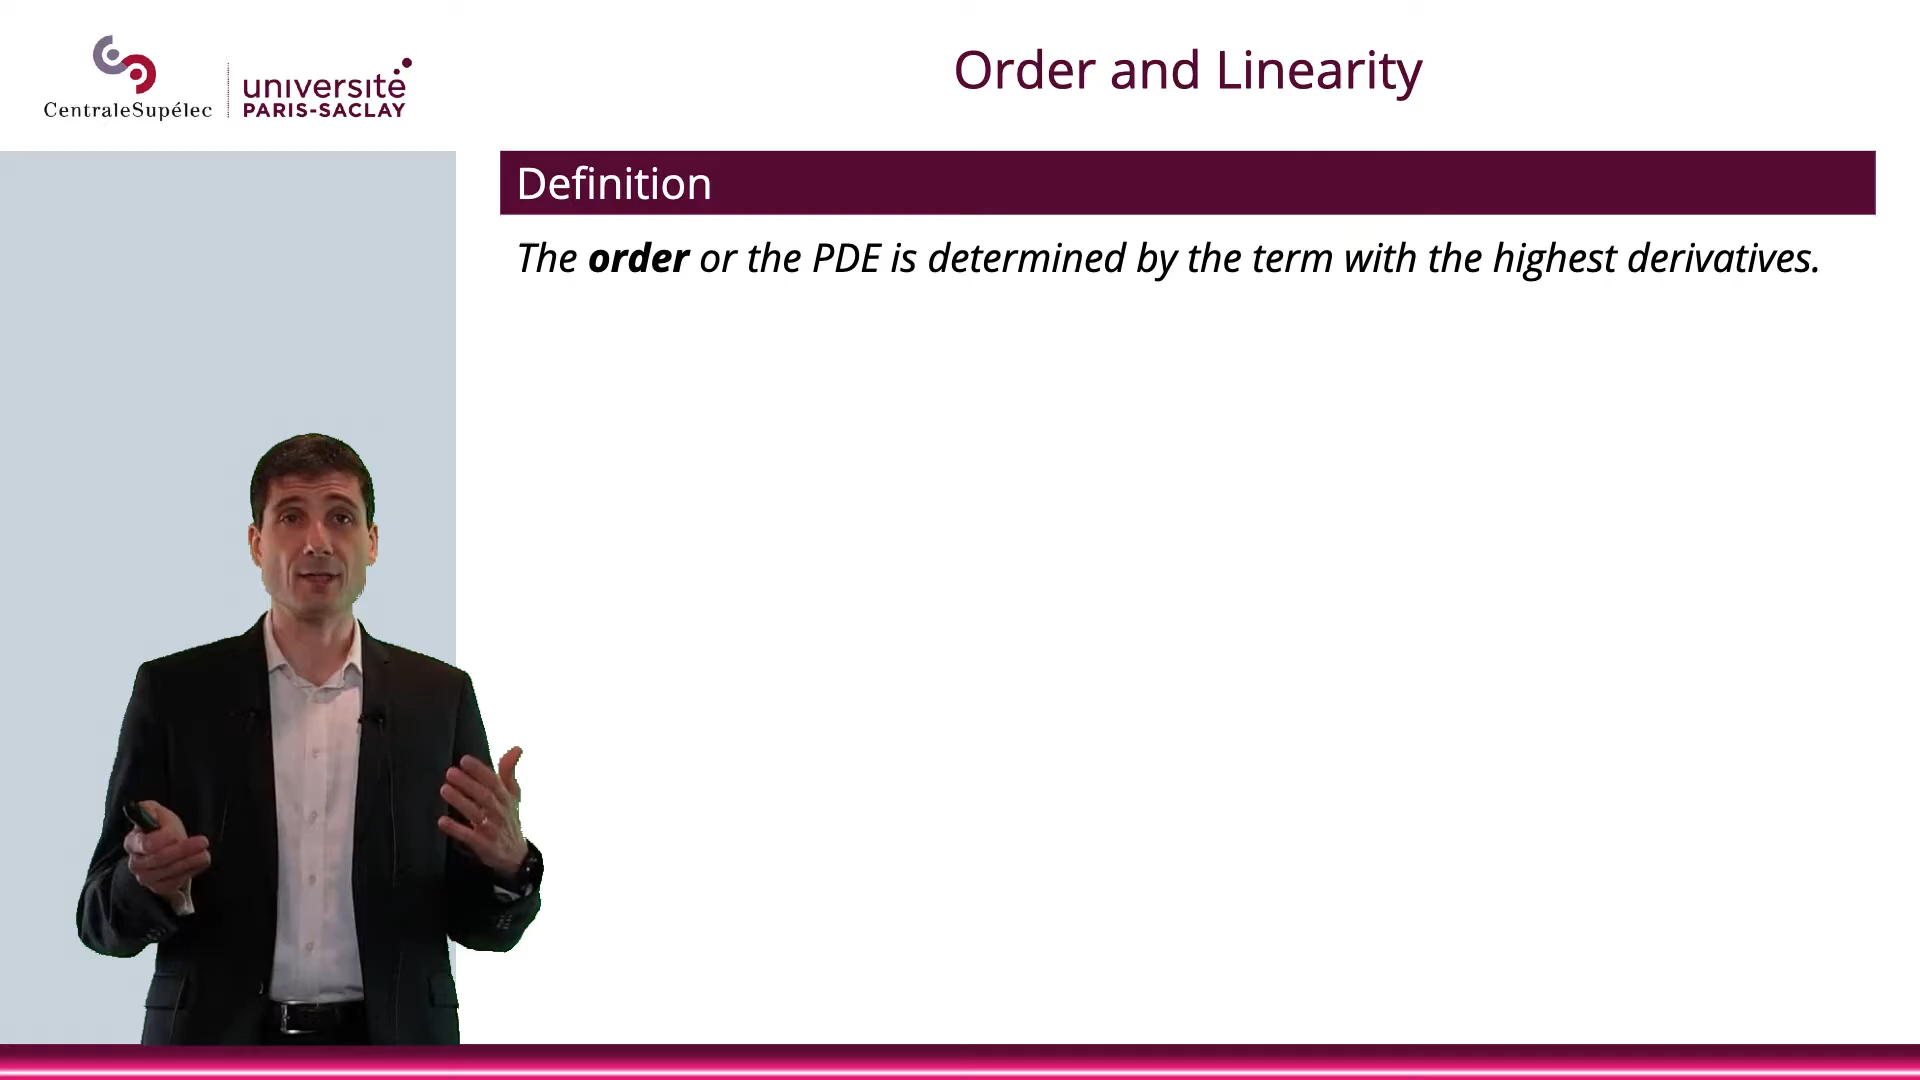 CentraleSupélec
université
PARIS-SACLAY
Order and Linearity
Definition
The order or the PDE is determined by the term with the highest derivatives.